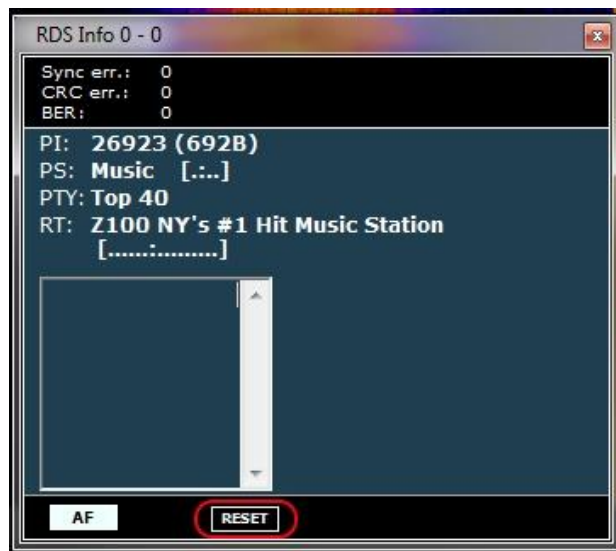 RDS Info 0 - 0
Sync err.: 0
CRC err.: 0
BER: 0
PI: 26923 (692B)
PS: Music [.:..]
PTY: Top 40
RT: Z100 NY's #1 Hit Music Station
[......:.........]
AF RESET